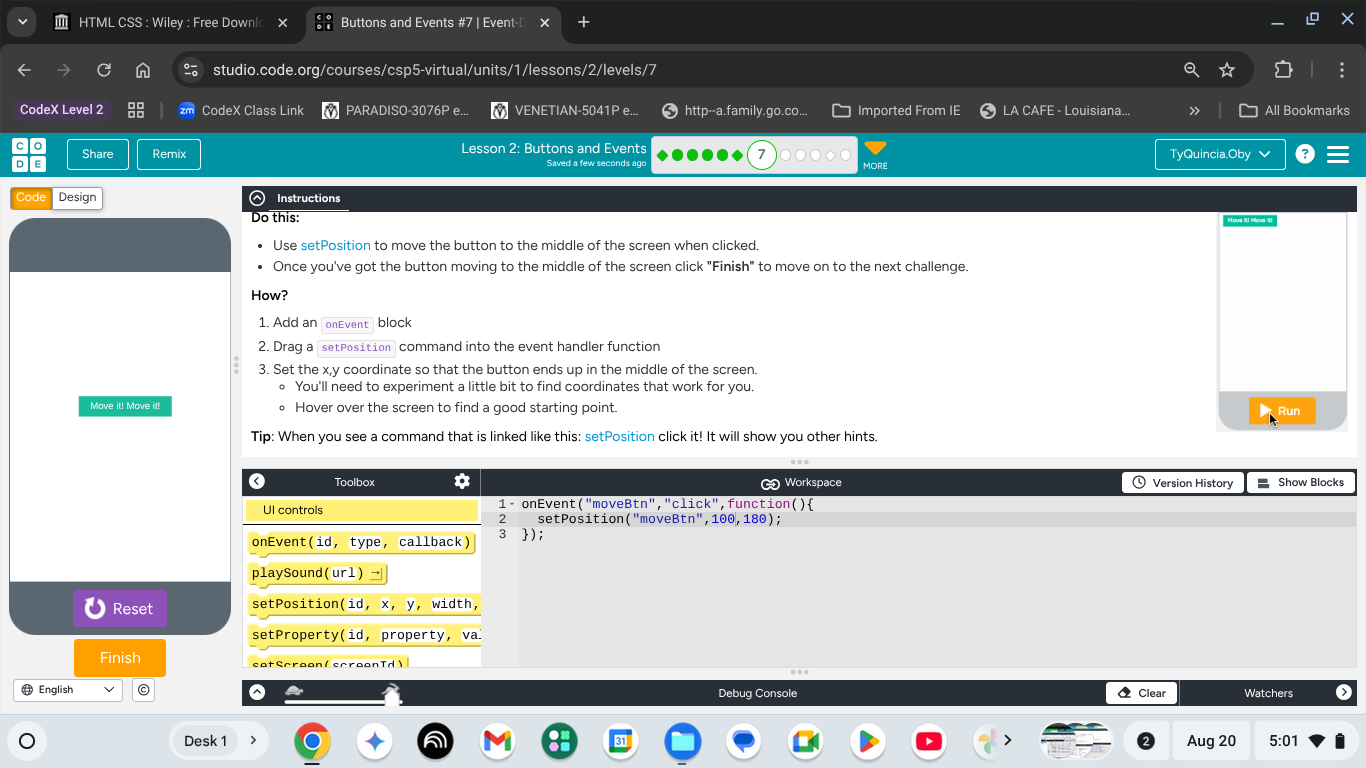 HTML CSS : Wiley : Free Downl
Buttons and Events #7 | Event-D
studio.code.org/courses/csp5-virtual/units/1/lessons/2/levels/7
CodeX Level 2
zm CodeX Class Link
PARADISO-3076P e...
VENETIAN-5041P e...
http--a.family.go.co...
Imported From IE
LA CAFE - Louisiana...
All Bookmarks
C O
D E
Share
Remix
Lesson 2: Buttons and Events
Saved a few seconds ago
7
MORE
TyQuincia.Oby
?
Code
Design
Move it! Move it!
Reset
Finish
English
©
Instructions
Do this:
Use setPosition to move the button to the middle of the screen when clicked.
Once you've got the button moving to the middle of the screen click "Finish" to move on to the next challenge.
How?
1. Add an onEvent block
2. Drag a setPosition command into the event handler function
3. Set the x,y coordinate so that the button ends up in the middle of the screen.
You'll need to experiment a little bit to find coordinates that work for you.
Hover over the screen to find a good starting point.
Tip: When you see a command that is linked like this: setPosition click it! It will show you other hints.
Move it! Move it!
Run
Toolbox
Workspace
Version History
Show Blocks
UI controls
onEvent(id, type, callback)
playSound(url)
setPosition(id, x, y, width,
setProperty(id, property, val
setScreen(screenId)
1 onEvent("moveBtn","click",function(){
2 setPosition("moveBtn",100,180);
3 });
Debug Console
Clear
Watchers
Desk 1
31
2
Aug 20
5:01